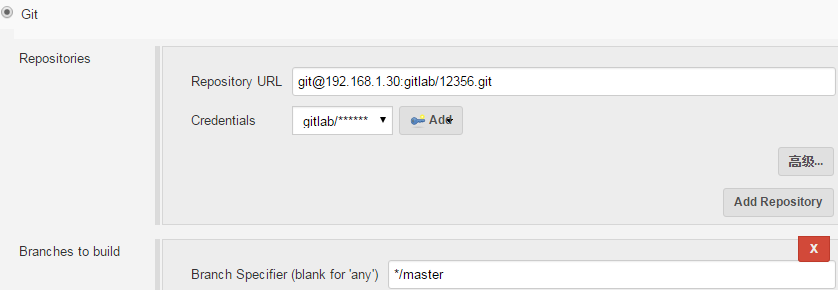 Git
Repositories
Repository URL git@192.168.1.30:gitlab/12356.git
Credentials gitlab/****** Add
高级...
Add Repository
Branches to build
X
Branch Specifier (blank for 'any') */master